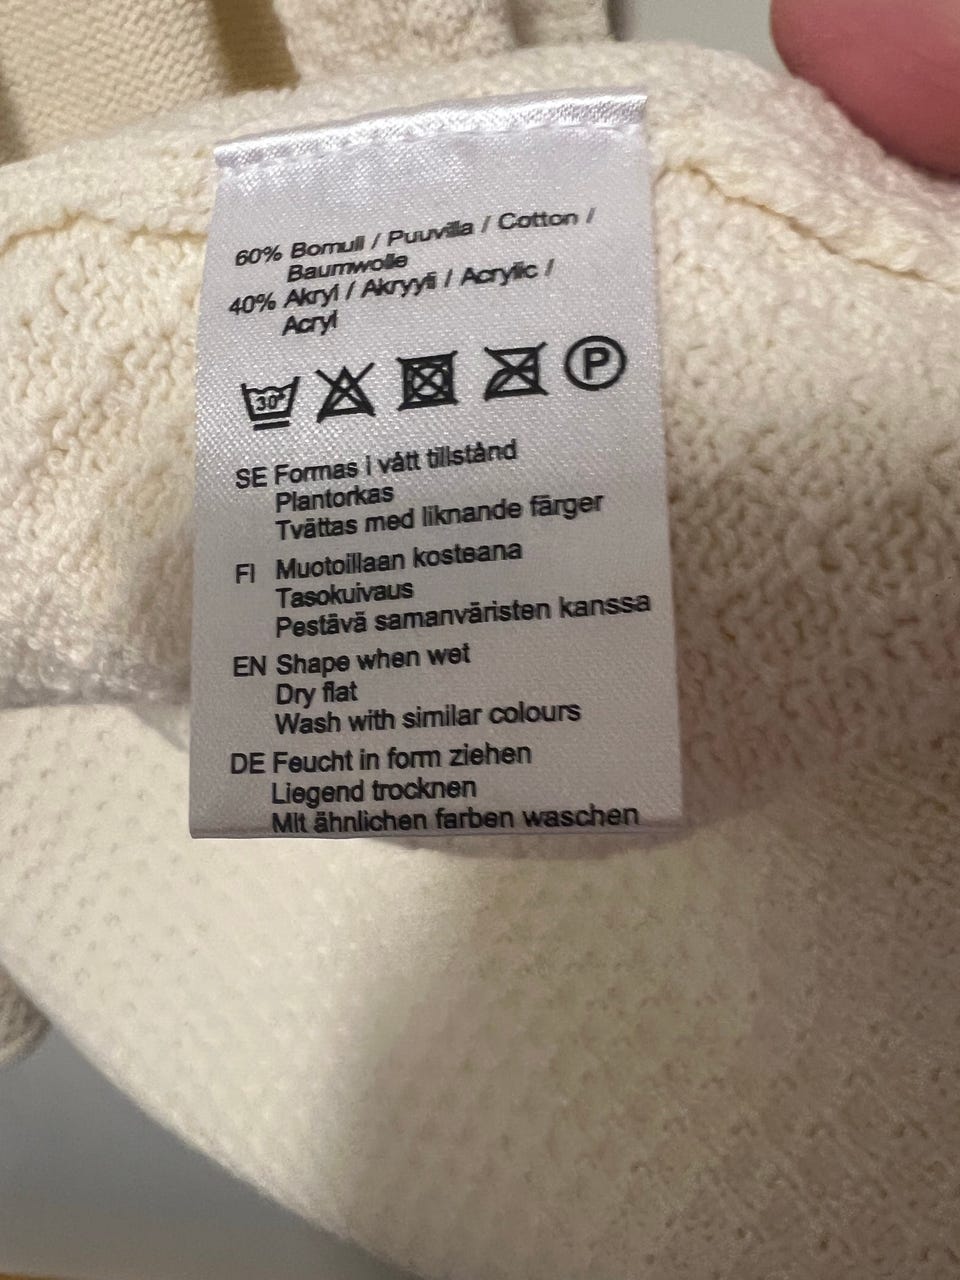 60% Bomull / Puuvilla / Cotton /
Baumwolle
40% Akryl / Akryyli / Acrylic /
Acryl
30° P
SE Formas i vått tillstånd
Plantorkas
Tvättas med liknande färger
FI Muotoillaan kosteana
Tasokuivaus
Pestävä samanväristen kanssa
EN Shape when wet
Dry flat
Wash with similar colours
DE Feucht in form ziehen
Liegend trocknen
Mit ähnlichen farben waschen